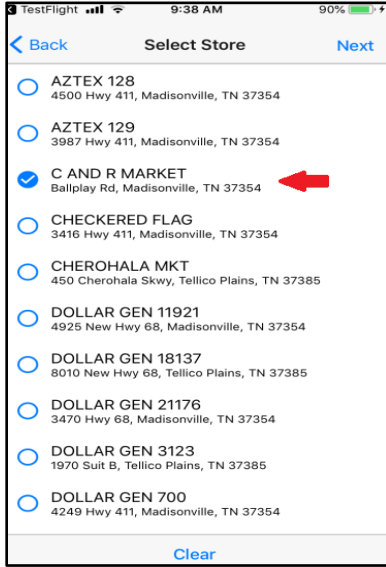 TestFlight 9:38 AM 90%
Back Select Store Next
AZTEX 128
4500 Hwy 411, Madisonville, TN 37354
AZTEX 129
3987 Hwy 411, Madisonville, TN 37354
C AND R MARKET
Ballplay Rd, Madisonville, TN 37354
CHECKERED FLAG
3416 Hwy 411, Madisonville, TN 37354
CHEROHALA MKT
450 Cherohala Skwy, Tellico Plains, TN 37385
DOLLAR GEN 11921
4925 New Hwy 68, Madisonville, TN 37354
DOLLAR GEN 18137
8010 New Hwy 68, Tellico Plains, TN 37385
DOLLAR GEN 21176
3470 Hwy 68, Madisonville, TN 37354
DOLLAR GEN 3123
1970 Suit B, Tellico Plains, TN 37385
DOLLAR GEN 700
4249 Hwy 411, Madisonville, TN 37354
Clear